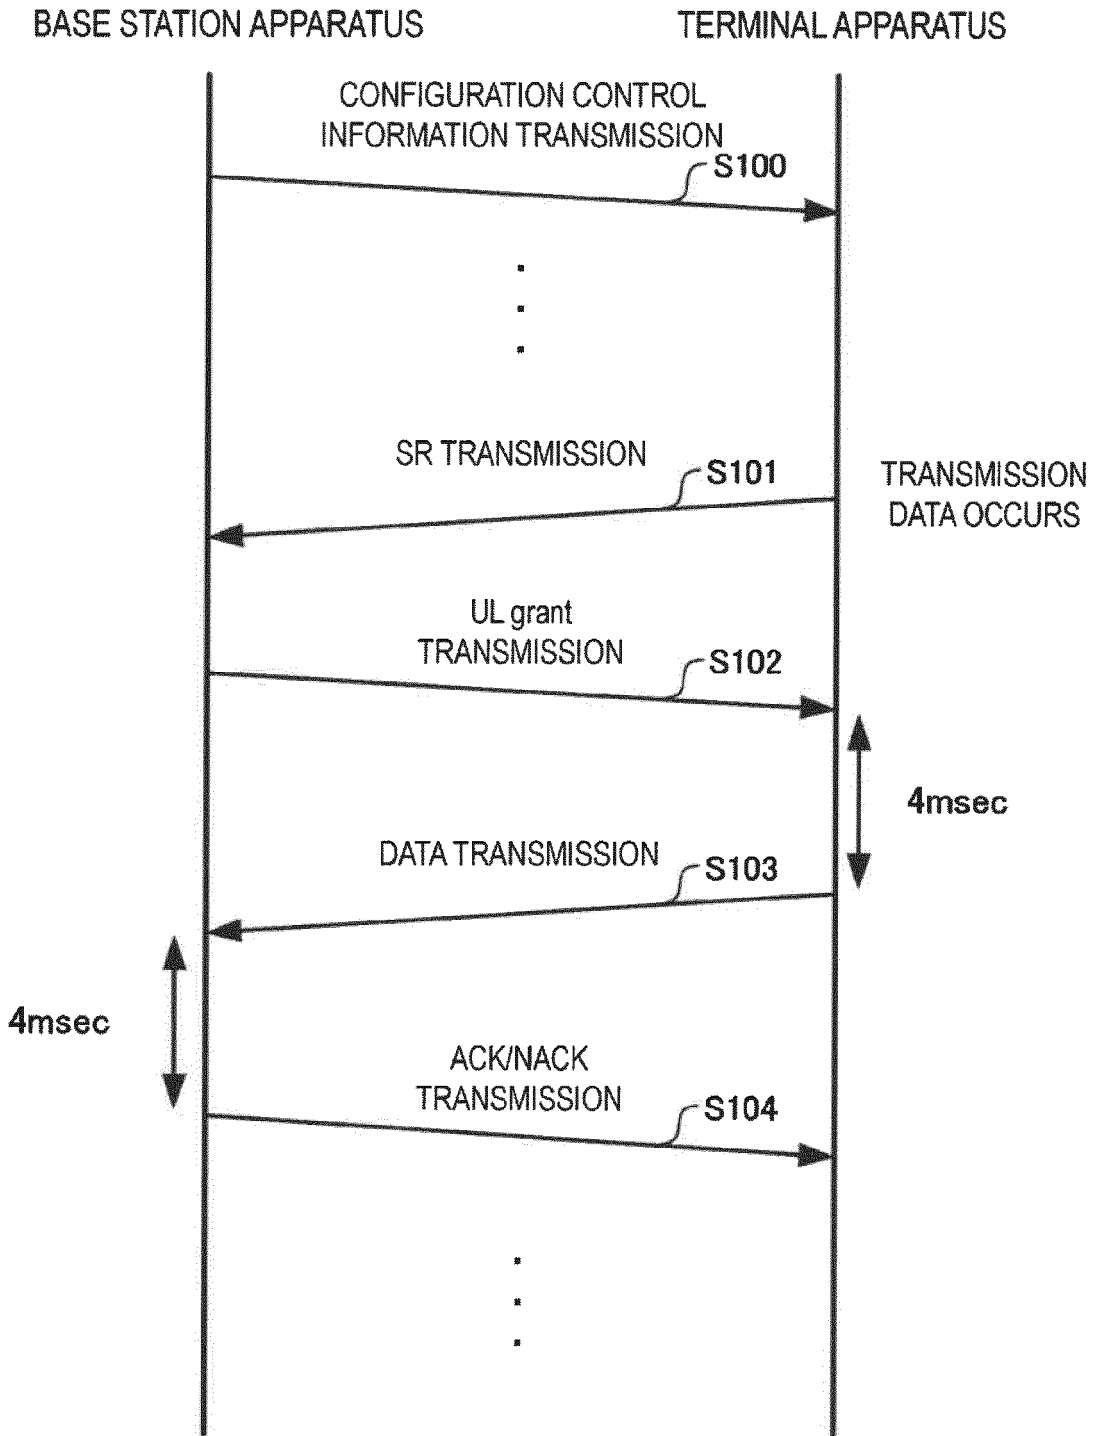 BASE STATION APPARATUS
TERMINAL APPARATUS
CONFIGURATION CONTROL
INFORMATION TRANSMISSION
S100
SR TRANSMISSION
S101
TRANSMISSION
DATA OCCURS
UL grant
TRANSMISSION
S102
4msec
DATA TRANSMISSION
S103
4msec
ACK/NACK
TRANSMISSION
S104